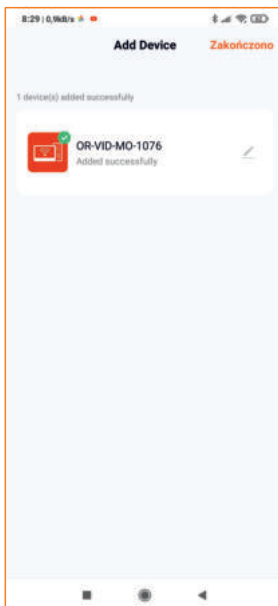 8:29 | 0,9kB/s
Add Device
Zakończono
1 device(s) added successfully
OR-VID-MO-1076
Added successfully